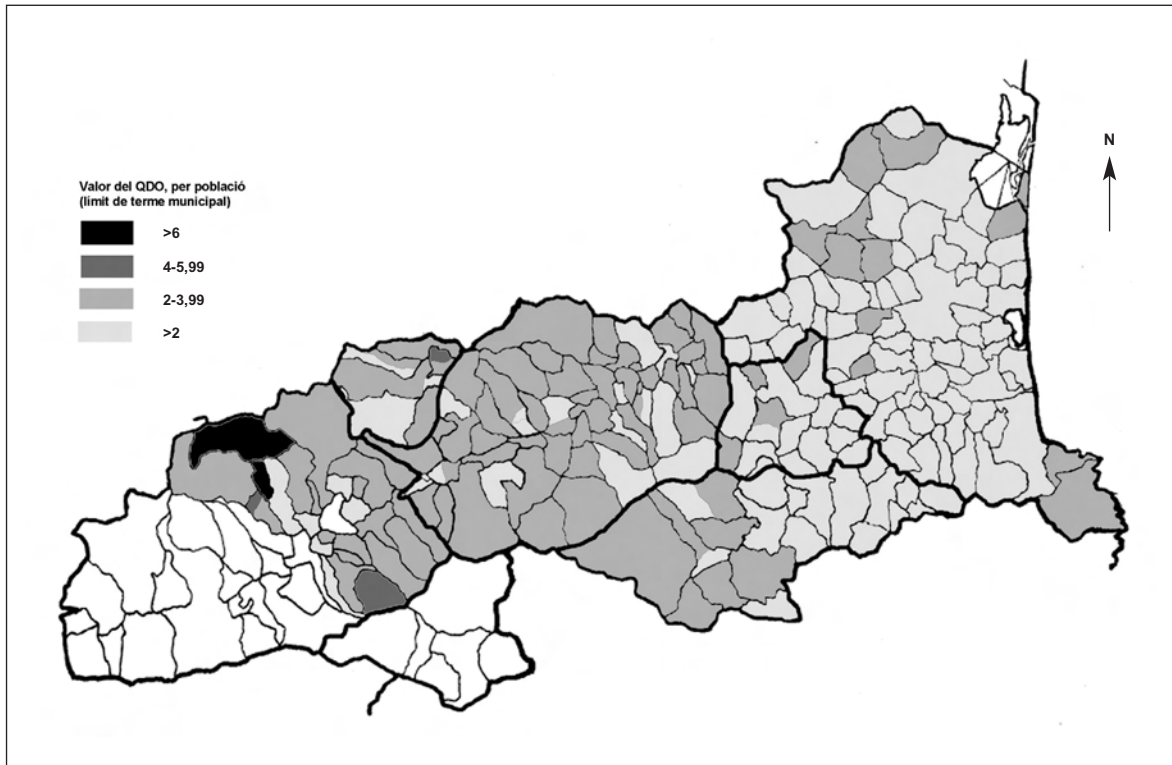 Valor del QDO, per població
(límit de terme municipal)
>6
4-5,99
2-3,99
>2
N